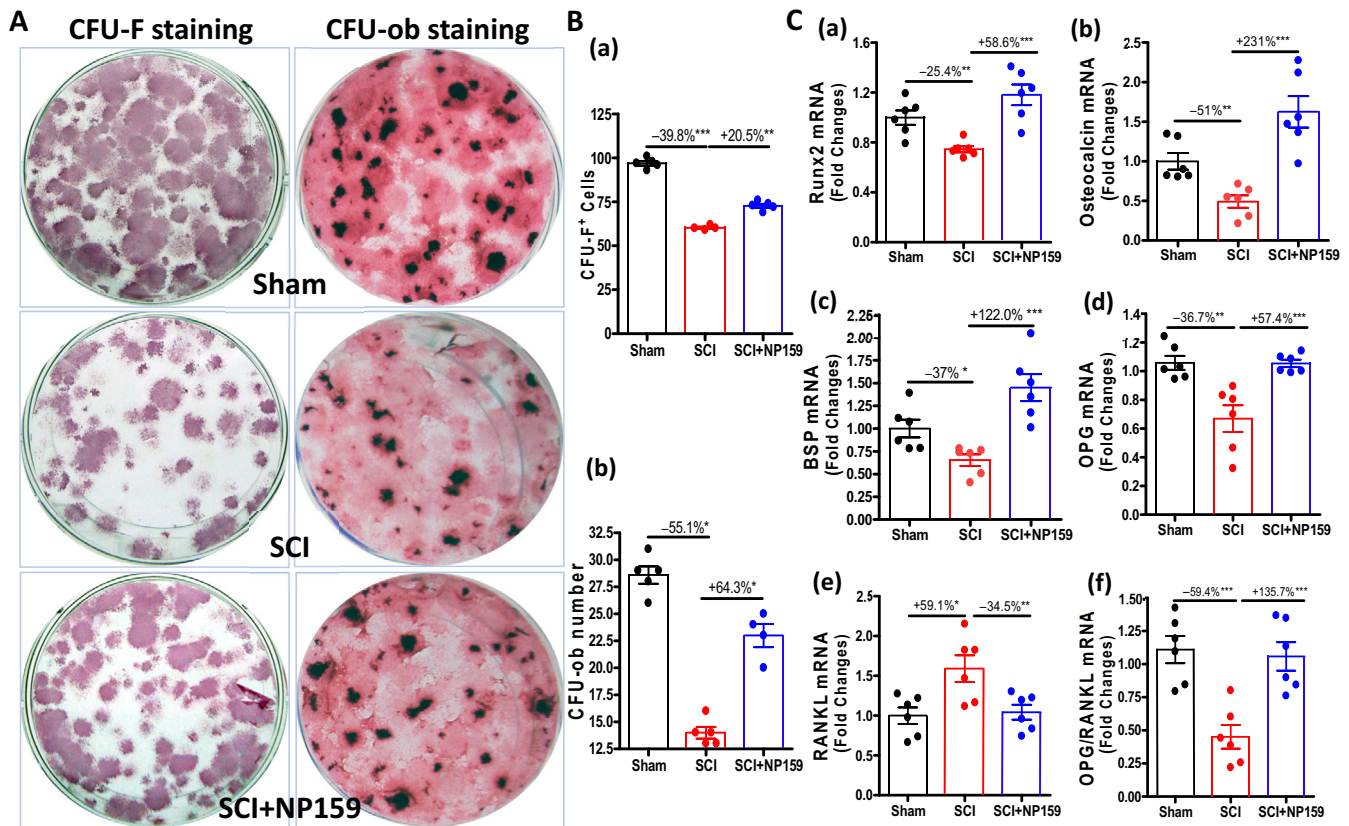 A
CFU-F staining
CFU-ob staining
Sham
SCI
SCI+NP159
B
(a)
CFU-F⁺ Cells
125
100
75
50
25
0
−39.8%***
+20.5%**
Sham
SCI
SCI+NP159
(b)
CFU-ob number
31.0
28.5
27.5
22.5
20.0
15.0
12.5
−55.1%*
+64.3%*
Sham
SCI
SCI+NP159
C
(a)
Runx2 mRNA
(Fold Changes)
1.6
1.2
0.8
0.4
0.0
−25.4%**
+58.6%***
Sham
SCI
SCI+NP159
(b)
Osteocalcin mRNA
(Fold Changes)
2.5
2.0
1.5
1.0
0.5
0.0
−51%**
+231%***
Sham
SCI
SCI+NP159
(c)
BSP mRNA
(Fold Changes)
2.25
2.00
1.75
1.50
1.25
1.00
0.75
0.50
0.25
0.00
−37% *
+122.0% ***
Sham
SCI
SCI+NP159
(d)
OPG mRNA
(Fold Changes)
1.4
1.2
1.0
0.8
0.6
0.4
0.2
0.0
−36.7%**
+57.4%***
Sham
SCI
SCI+NP159
(e)
RANKL mRNA
(Fold Changes)
2.5
2.0
1.5
1.0
0.5
0.0
+59.1%*
−34.5%**
Sham
SCI
SCI+NP159
(f)
OPG/RANKL mRNA
(Fold Changes)
1.50
1.25
1.00
0.75
0.50
0.25
0.00
−59.4%***
+135.7%***
Sham
SCI
SCI+NP159